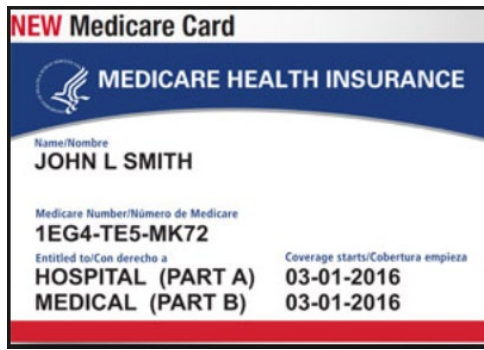 NEW Medicare Card
MEDICARE HEALTH INSURANCE
Name/Nombre
JOHN L SMITH
Medicare Number/Número de Medicare
1EG4-TE5-MK72
Entitled to/Con derecho a
Coverage starts/Cobertura empieza
HOSPITAL (PART A) 03-01-2016
MEDICAL (PART B) 03-01-2016